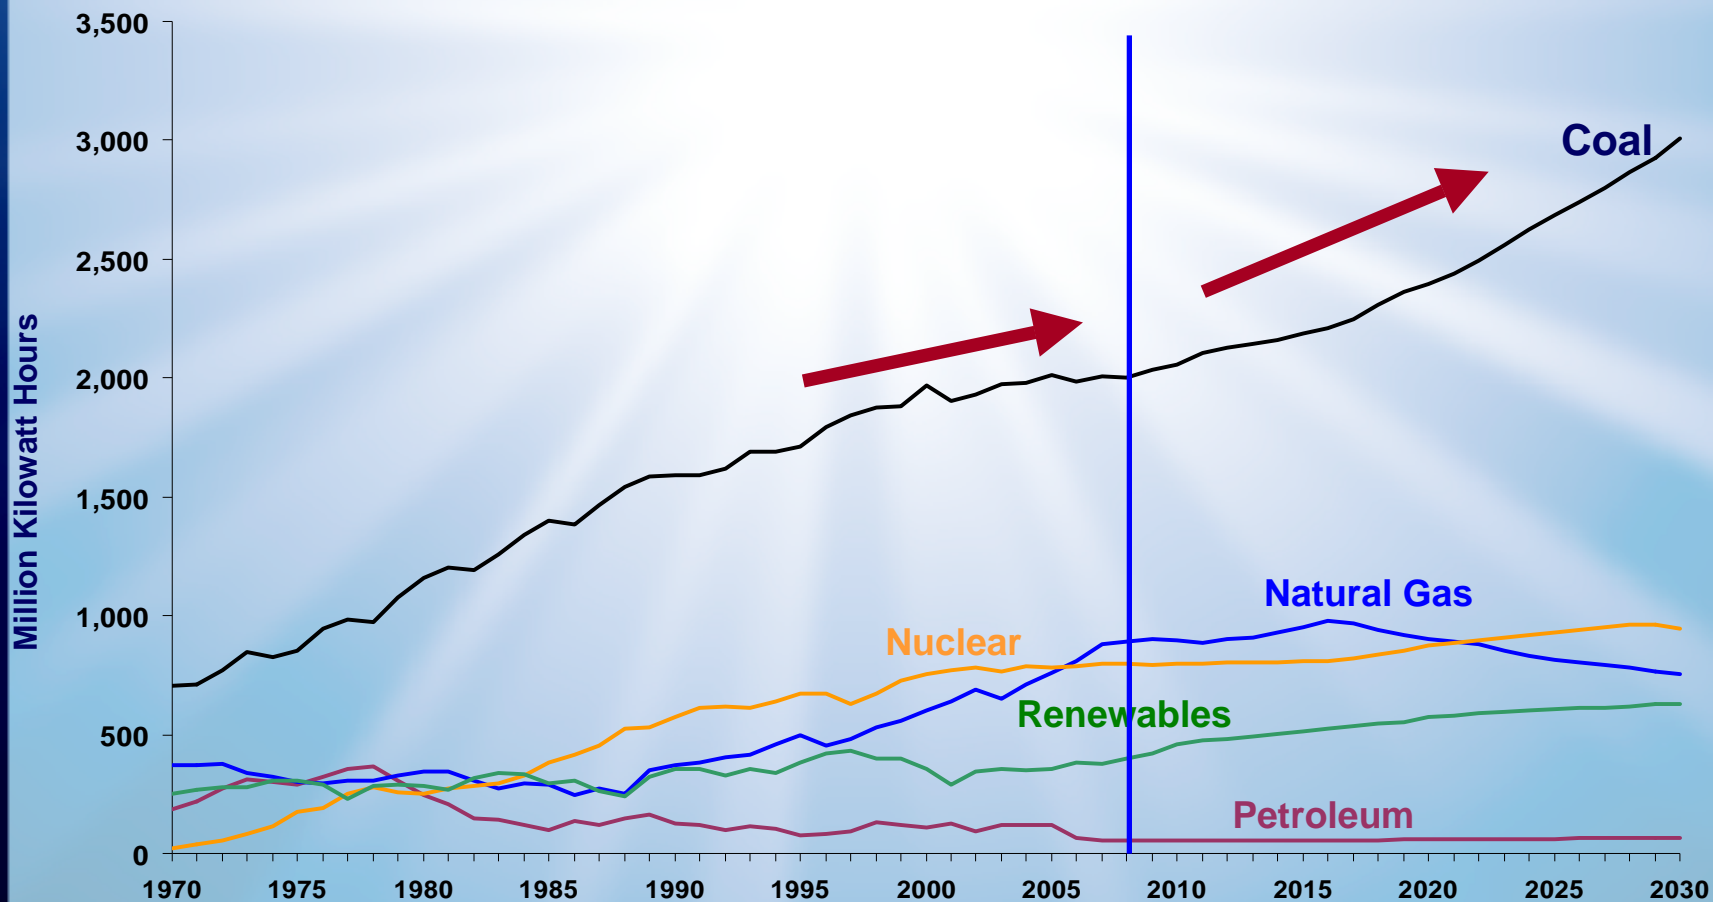 3,500
3,000
2,500
2,000
1,500
1,000
500
0
Million Kilowatt Hours
Coal
Natural Gas
Nuclear
Renewables
Petroleum
1970 1975 1980 1985 1990 1995 2000 2005 2010 2015 2020 2025 2030